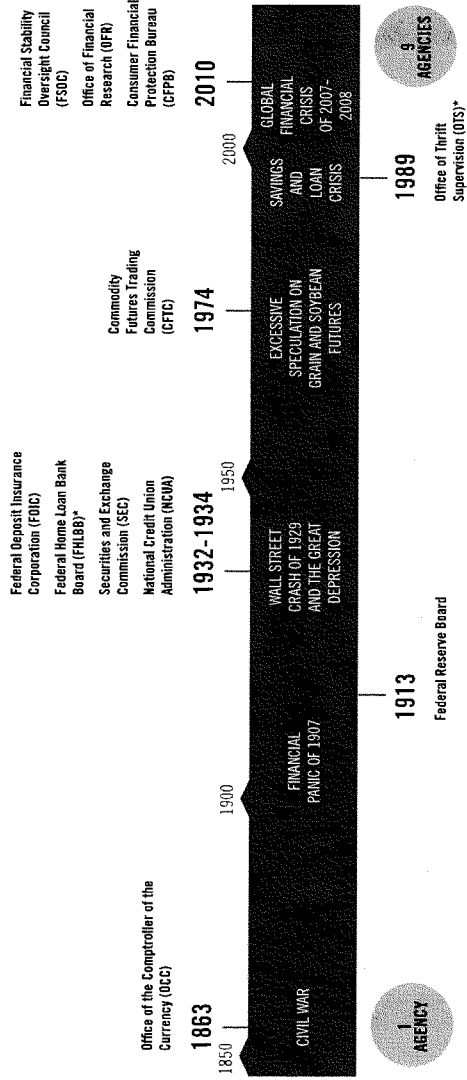 Office of the Comptroller of the
Currency (OCC)
1863
1850
CIVIL WAR
1
AGENCY
1900
FINANCIAL
PANIC OF 1907
1913
Federal Reserve Board
Federal Deposit Insurance
Corporation (FDIC)
Federal Home Loan Bank
Board (FHLBB)*
Securities and Exchange
Commission (SEC)
National Credit Union
Administration (NCUA)
1932-1934
WALL STREET
CRASH OF 1929
AND THE GREAT
DEPRESSION
1950
Commodity
Futures Trading
Commission
(CFTC)
1974
EXCESSIVE
SPECULATION ON
GRAIN AND SOYBEAN
FUTURES
SAVINGS
AND
LOAN
CRISIS
1989
Office of Thrift
Supervision (OTS)*
2000
Financial Stability
Oversight Council
(FSOC)
Office of Financial
Research (OFR)
Consumer Financial
Protection Bureau
(CFPB)
2010
GLOBAL
FINANCIAL
CRISIS
OF 2007-
2008
9
AGENCIES